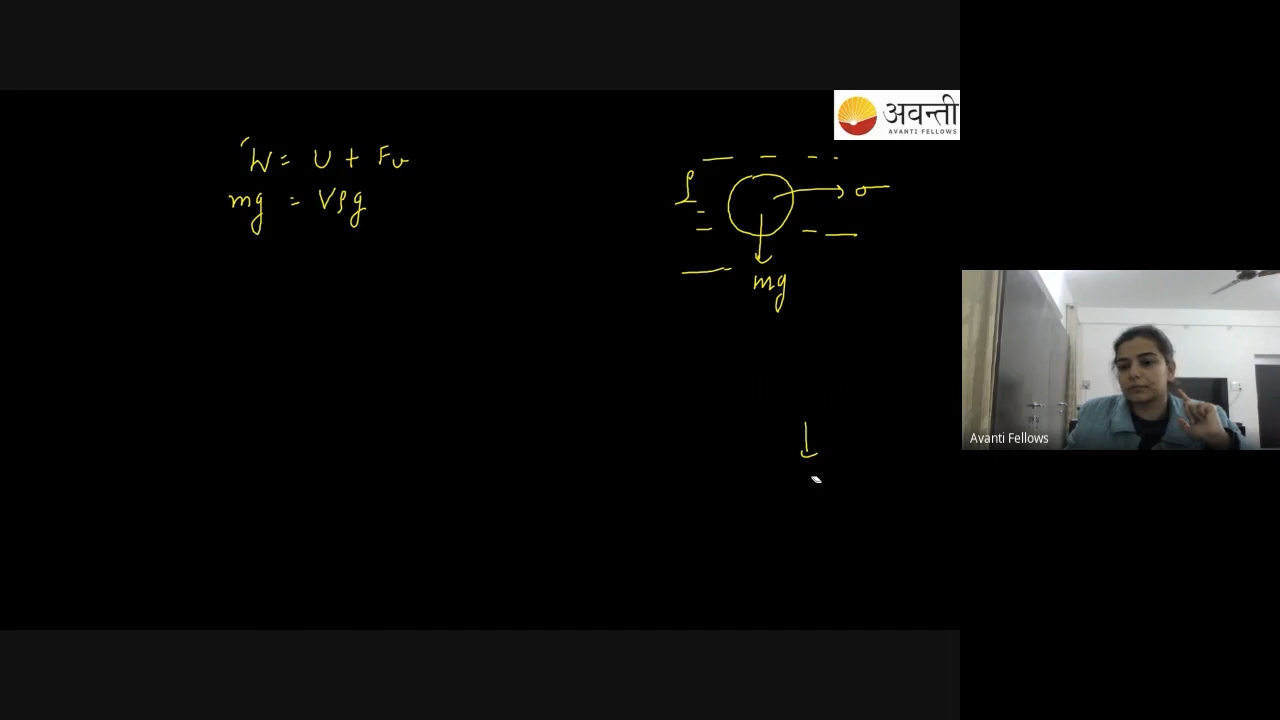 अवन्ती
AVANTI FELLOWS
W = U + Fv
mg = Vρg
ρ
σ
mg
Avanti Fellows